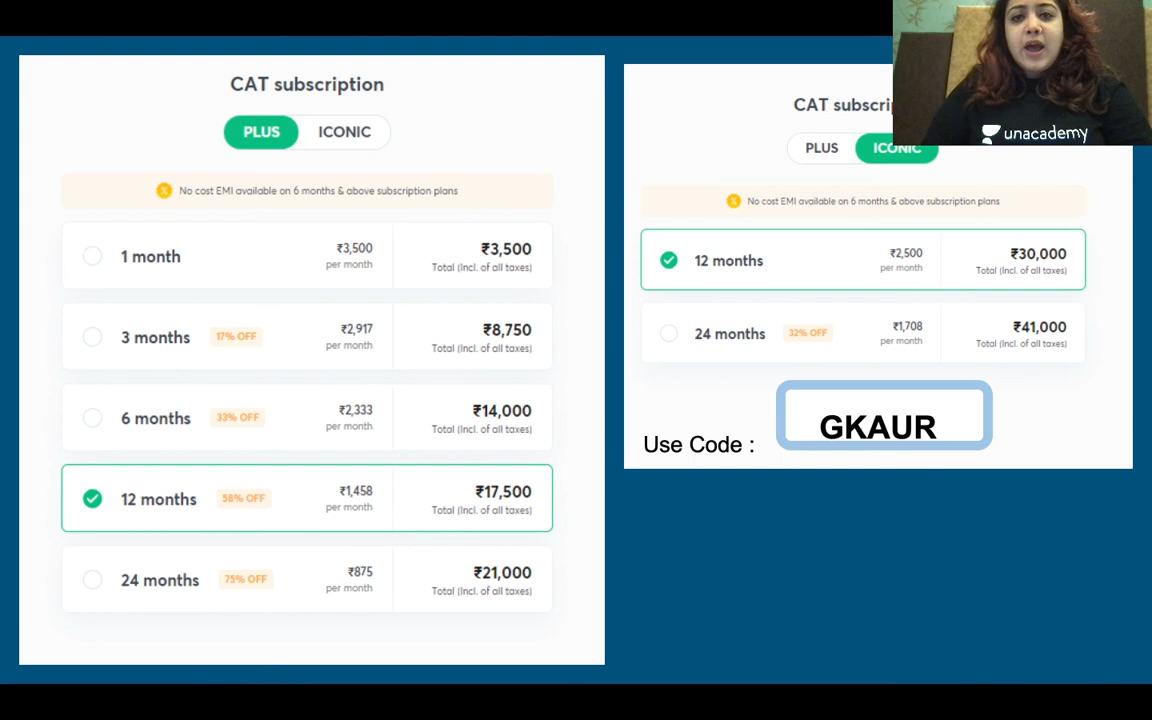 CAT subscription
PLUS ICONIC
No cost EMI available on 6 months & above subscription plans
1 month ₹3,500 per month ₹3,500 Total (Incl. of all taxes)
3 months 17% OFF ₹2,917 per month ₹8,750 Total (Incl. of all taxes)
6 months 33% OFF ₹2,333 per month ₹14,000 Total (Incl. of all taxes)
12 months 58% OFF ₹1,458 per month ₹17,500 Total (Incl. of all taxes)
24 months 75% OFF ₹875 per month ₹21,000 Total (Incl. of all taxes)
CAT subscrip
PLUS ICONIC
No cost EMI available on 6 months & above subscription plans
12 months ₹2,500 per month ₹30,000 Total (Incl. of all taxes)
24 months 32% OFF ₹1,708 per month ₹41,000 Total (Incl. of all taxes)
Use Code : GKAUR
unacademy